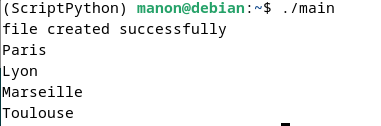 (ScriptPython) manon@debian:~$ ./main
file created successfully
Paris
Lyon
Marseille
Toulouse